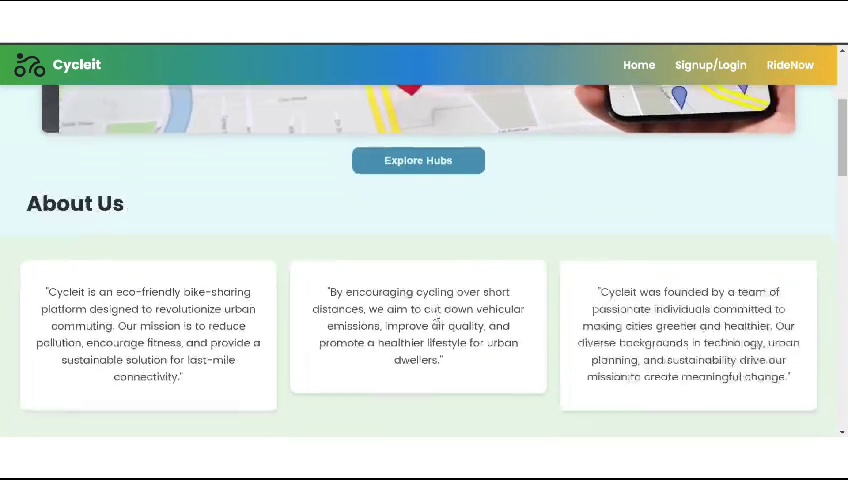 Cycleit
Home Signup/Login RideNow
Explore Hubs
About Us
"Cycleit is an eco-friendly bike-sharing
platform designed to revolutionize urban
commuting. Our mission is to reduce
pollution, encourage fitness, and provide a
sustainable solution for last-mile
connectivity."
"By encouraging cycling over short
distances, we aim to cut down vehicular
emissions, improve air quality, and
promote a healthier lifestyle for urban
dwellers."
"Cycleit was founded by a team of
passionate individuals committed to
making cities greener and healthier. Our
diverse backgrounds in technology, urban
planning, and sustainability drive our
mission to create meaningful change."